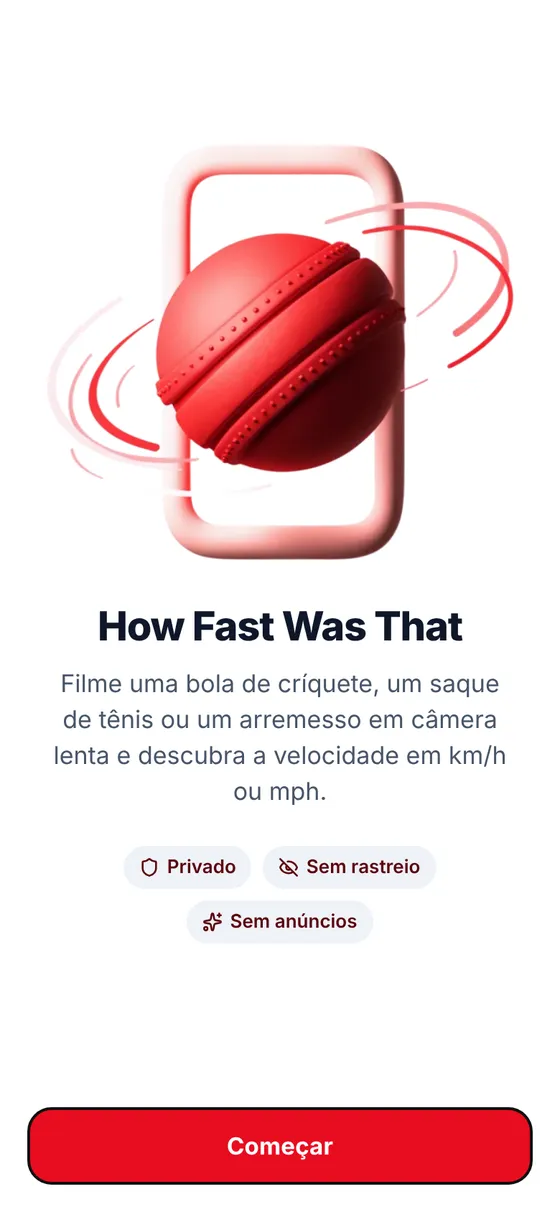 How Fast Was That
Filme uma bola de críquete, um saque
de tênis ou um arremesso em câmera
lenta e descubra a velocidade em km/h
ou mph.
Privado
Sem rastreio
Sem anúncios
Começar